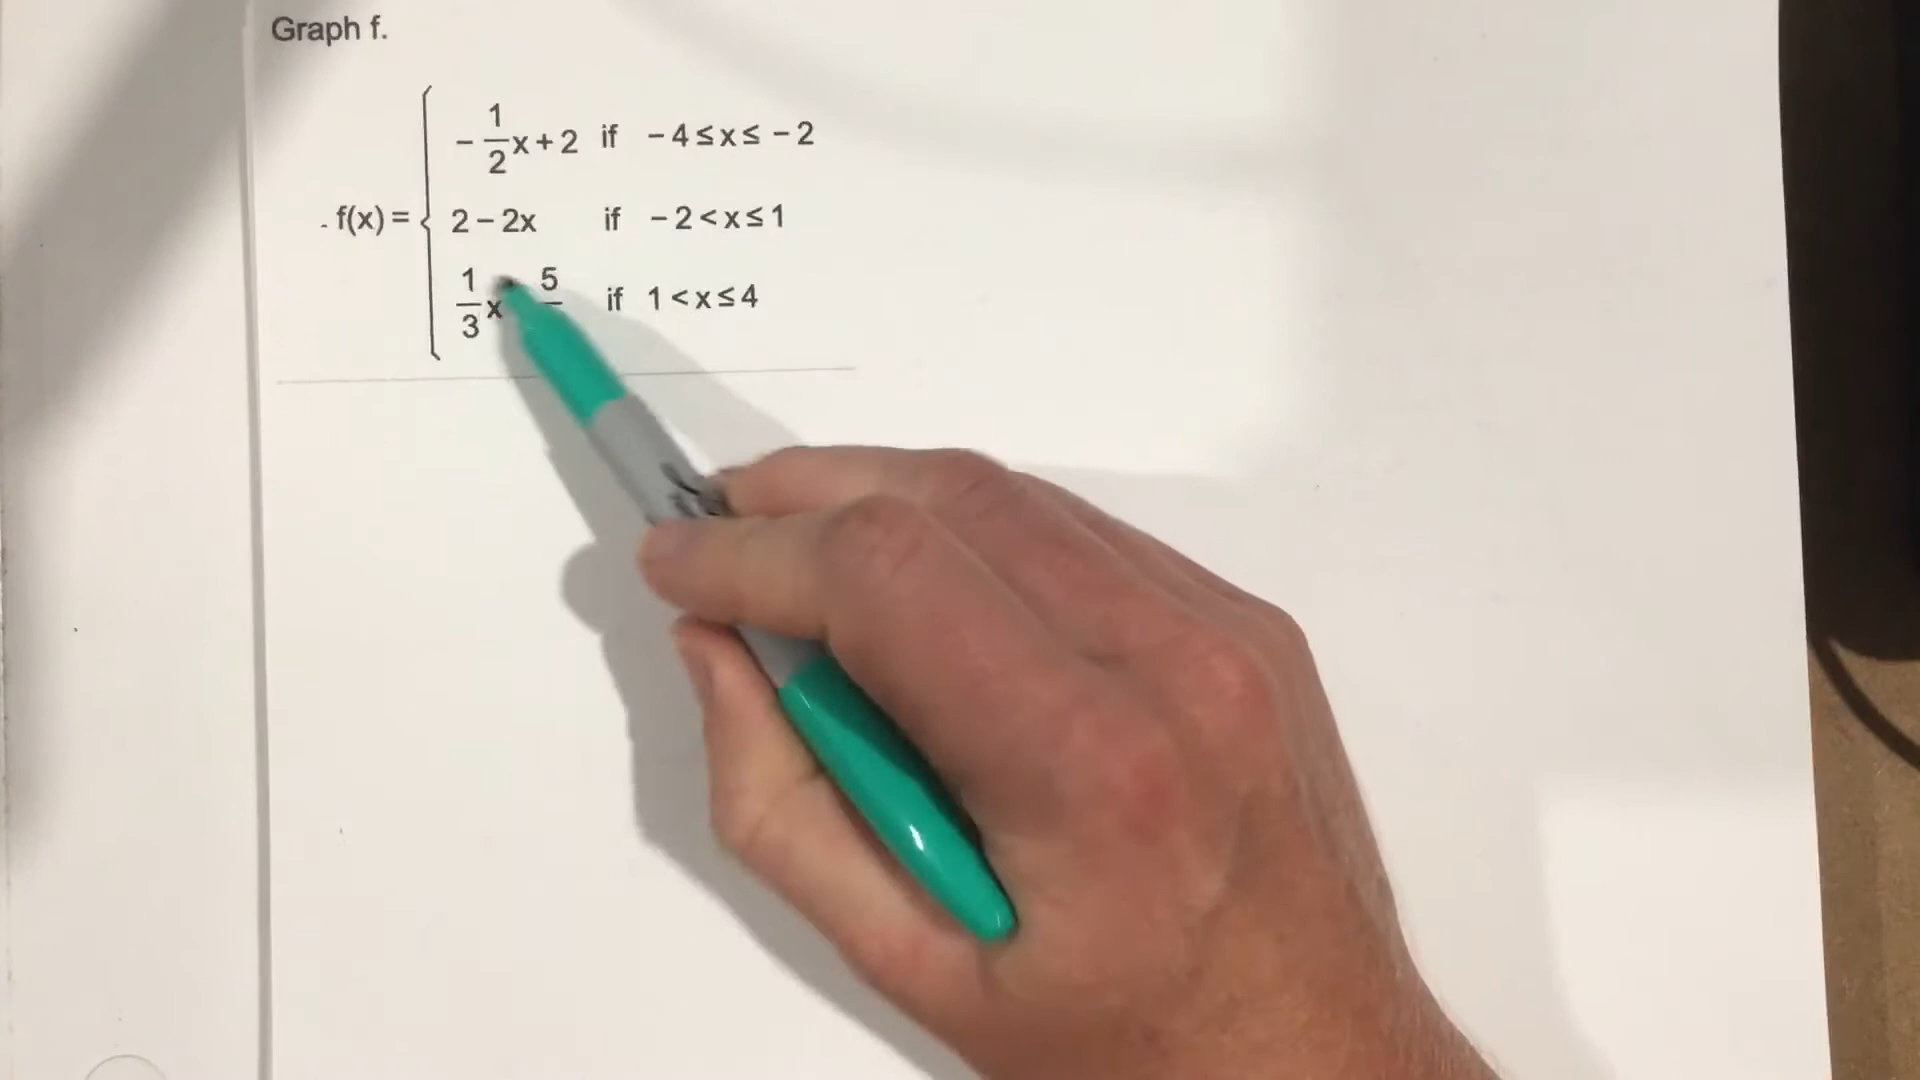 Graph f.
-1/2x+2 if -4≤x≤-2
f(x)= 2-2x if -2<x≤1
1/3x 5 if 1<x≤4